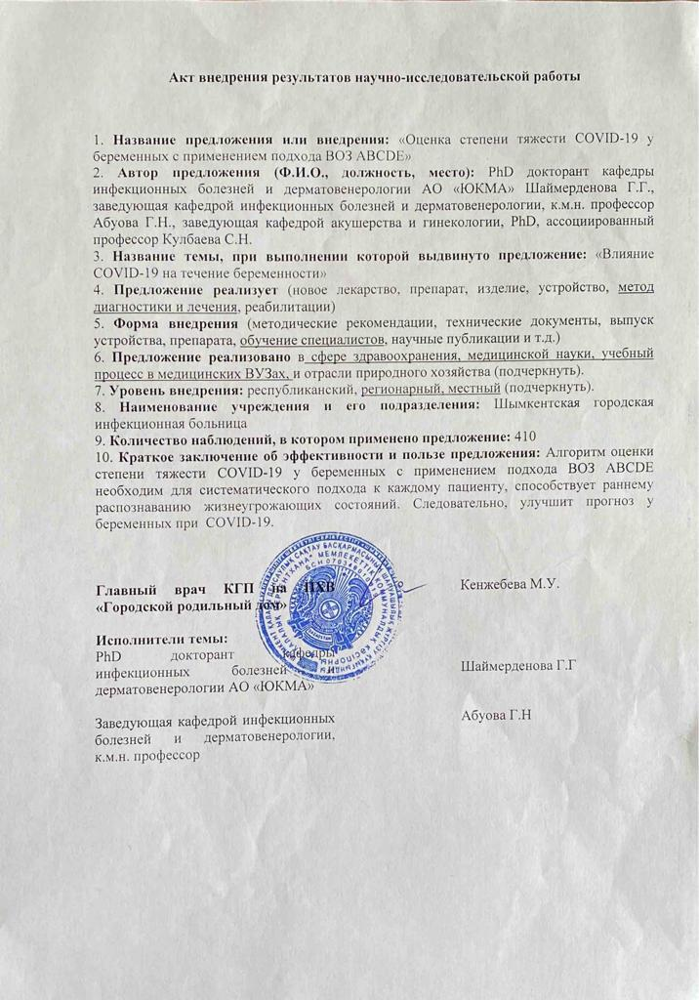 Акт внедрения результатов научно-исследовательской работы
1. Название предложения или внедрения: «Оценка степени тяжести COVID-19 у
беременных с применением подхода ВОЗ ABCDE»
2. Автор предложения (Ф.И.О., должность, место): PhD докторант кафедры
инфекционных болезней и дерматовенерологии АО «ЮКМА» Шаймерденова Г.Г.,
заведующая кафедрой инфекционных болезней и дерматовенерологии, к.м.н. профессор
Абуова Г.Н., заведующая кафедрой акушерства и гинекологии, PhD, ассоциированный
профессор Кулбаева С.Н.
3. Название темы, при выполнении которой выдвинуто предложение: «Влияние
COVID-19 на течение беременности»
4. Предложение реализует (новое лекарство, препарат, изделие, устройство, метод
диагностики и лечения, реабилитации)
5. Форма внедрения (методические рекомендации, технические документы, выпуск
устройства, препарата, обучение специалистов, научные публикации и т.д.)
6. Предложение реализовано в сфере здравоохранения, медицинской науки, учебный
процесс в медицинских ВУЗах, и отрасли природного хозяйства (подчеркнуть).
7. Уровень внедрения: республиканский, регионарный, местный (подчеркнуть).
8. Наименование учреждения и его подразделения: Шымкентская городская
инфекционная больница
9. Количество наблюдений, в котором применено предложение: 410
10. Краткое заключение об эффективности и пользе предложения: Алгоритм оценки
степени тяжести COVID-19 у беременных с применением подхода ВОЗ ABCDE
необходим для систематического подхода к каждому пациенту, способствует раннему
распознаванию жизнеугрожающих состояний. Следовательно, улучшит прогноз у
беременных при COVID-19.
Главный врач КГП на ПХВ Кенжебева М.У.
«Городской родильный дом»
Исполнители темы:
PhD докторант кафедры
инфекционных болезней и Шаймерденова Г.Г
дерматовенерологии АО «ЮКМА»
Заведующая кафедрой инфекционных Абуова Г.Н
болезней и дерматовенерологии,
к.м.н. профессор